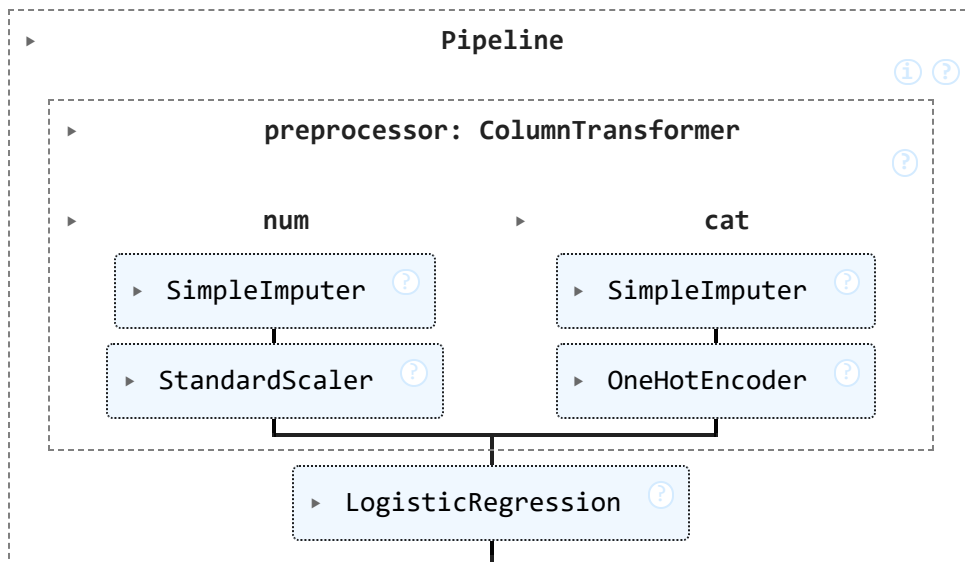 ▸ Pipeline
i ?
▸ preprocessor: ColumnTransformer
?
▸ num ▸ cat
▸ SimpleImputer ? ▸ SimpleImputer ?
▸ StandardScaler ? ▸ OneHotEncoder ?
▸ LogisticRegression ?